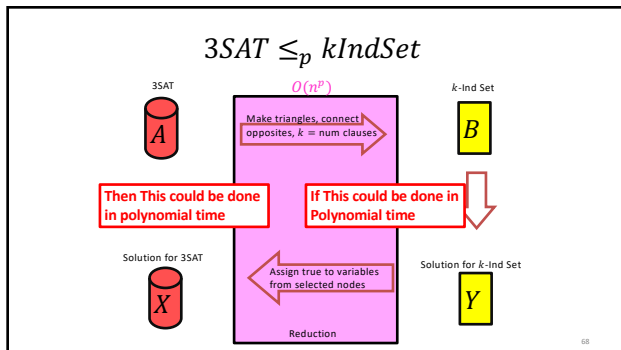 3SAT ≤p kIndSet
3SAT
O(n^p)
k-Ind Set
A
Make triangles, connect
opposites, k = num clauses
B
Then This could be done
in polynomial time
If This could be done in
Polynomial time
Solution for 3SAT
Assign true to variables
from selected nodes
Solution for k-Ind Set
X
Y
Reduction
68